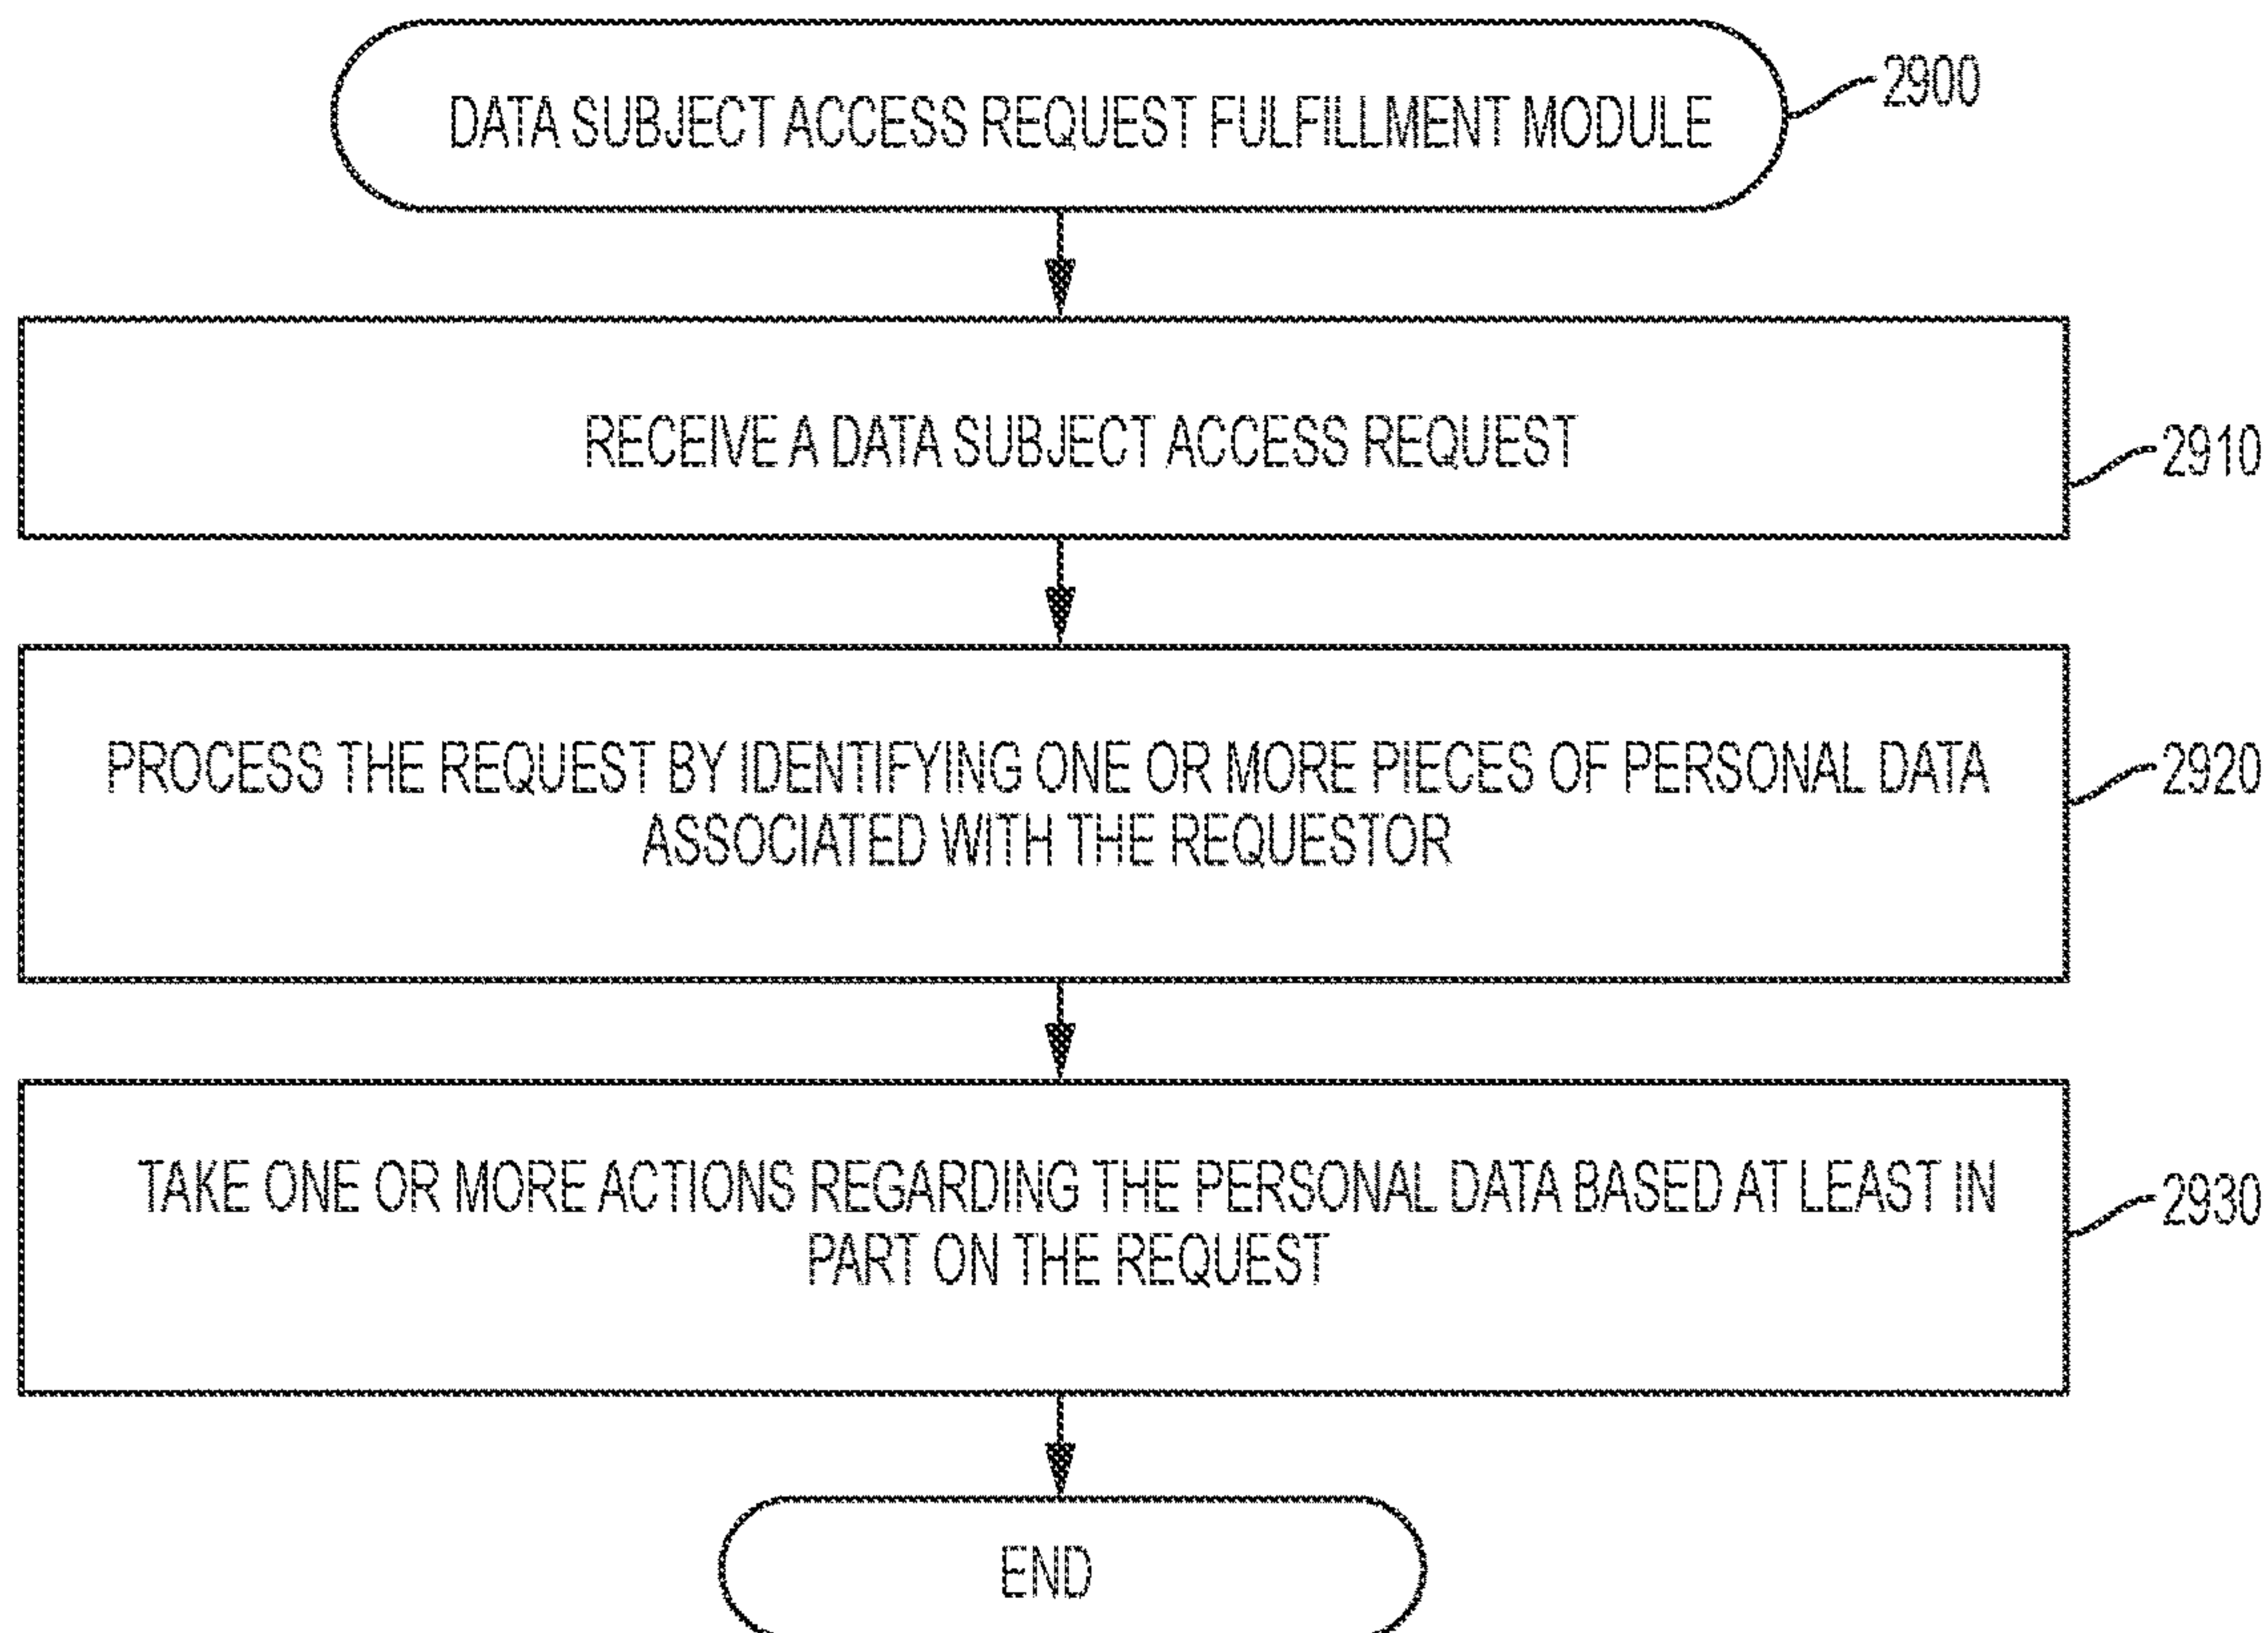 DATA SUBJECT ACCESS REQUEST FULFILLMENT MODULE
2900
RECEIVE A DATA SUBJECT ACCESS REQUEST
2910
PROCESS THE REQUEST BY IDENTIFYING ONE OR MORE PIECES OF PERSONAL DATA
ASSOCIATED WITH THE REQUESTOR
2920
TAKE ONE OR MORE ACTIONS REGARDING THE PERSONAL DATA BASED AT LEAST IN
PART ON THE REQUEST
2930
END